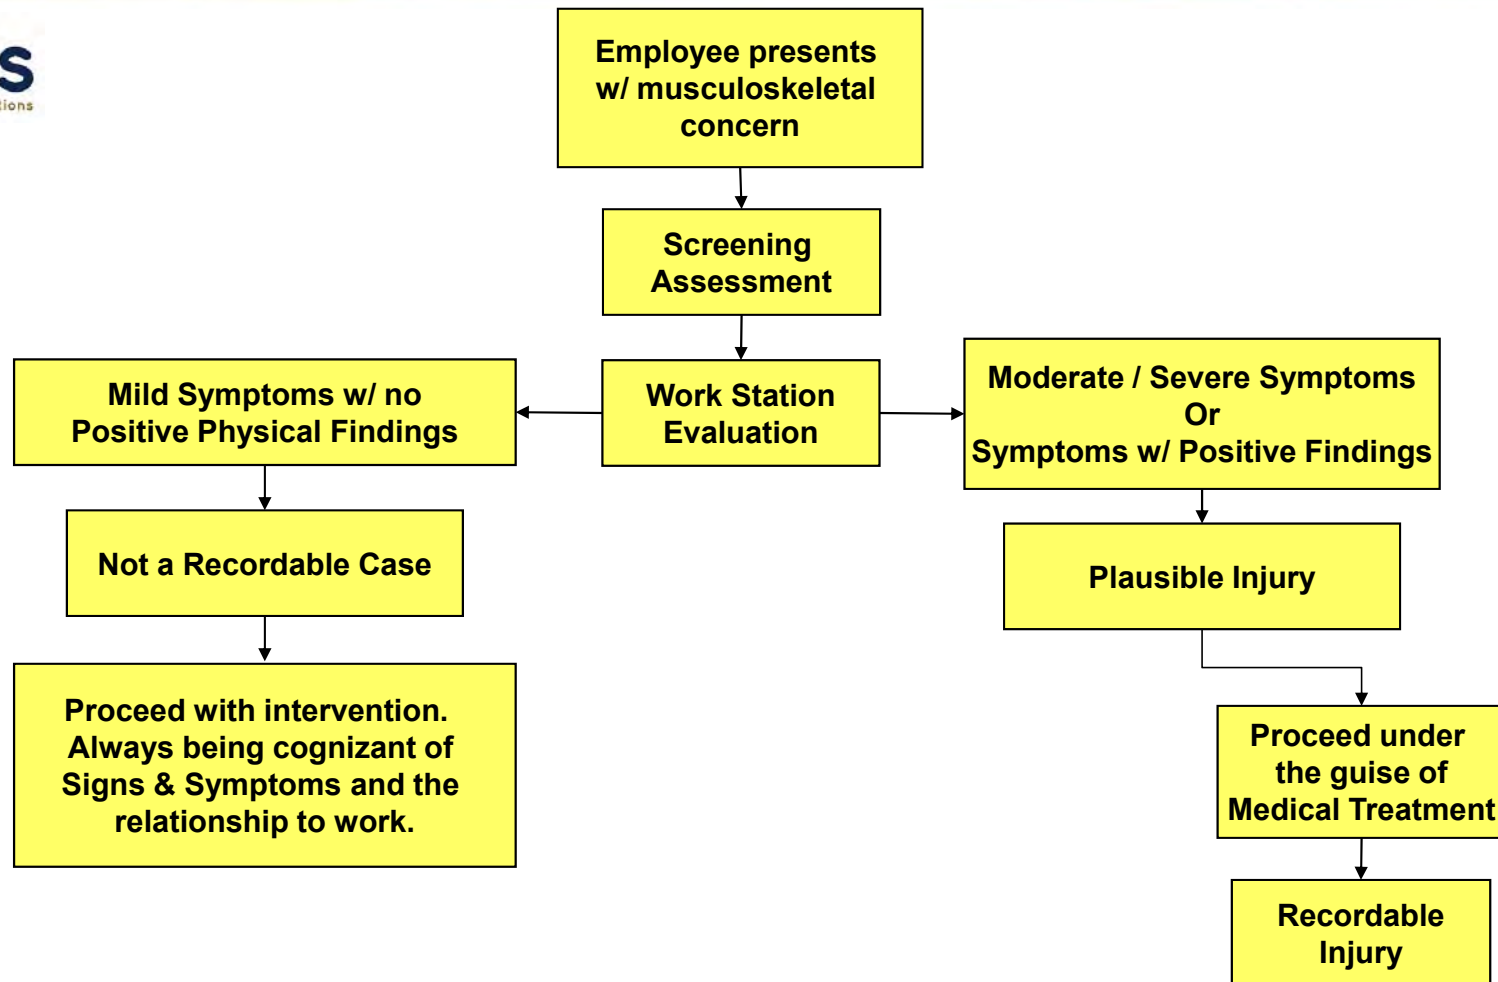 S
tions
Employee presents
w/ musculoskeletal
concern
Screening
Assessment
Mild Symptoms w/ no
Positive Physical Findings
Work Station
Evaluation
Moderate / Severe Symptoms
Or
Symptoms w/ Positive Findings
Not a Recordable Case
Plausible Injury
Proceed with intervention.
Always being cognizant of
Signs & Symptoms and the
relationship to work.
Proceed under
the guise of
Medical Treatment
Recordable
Injury